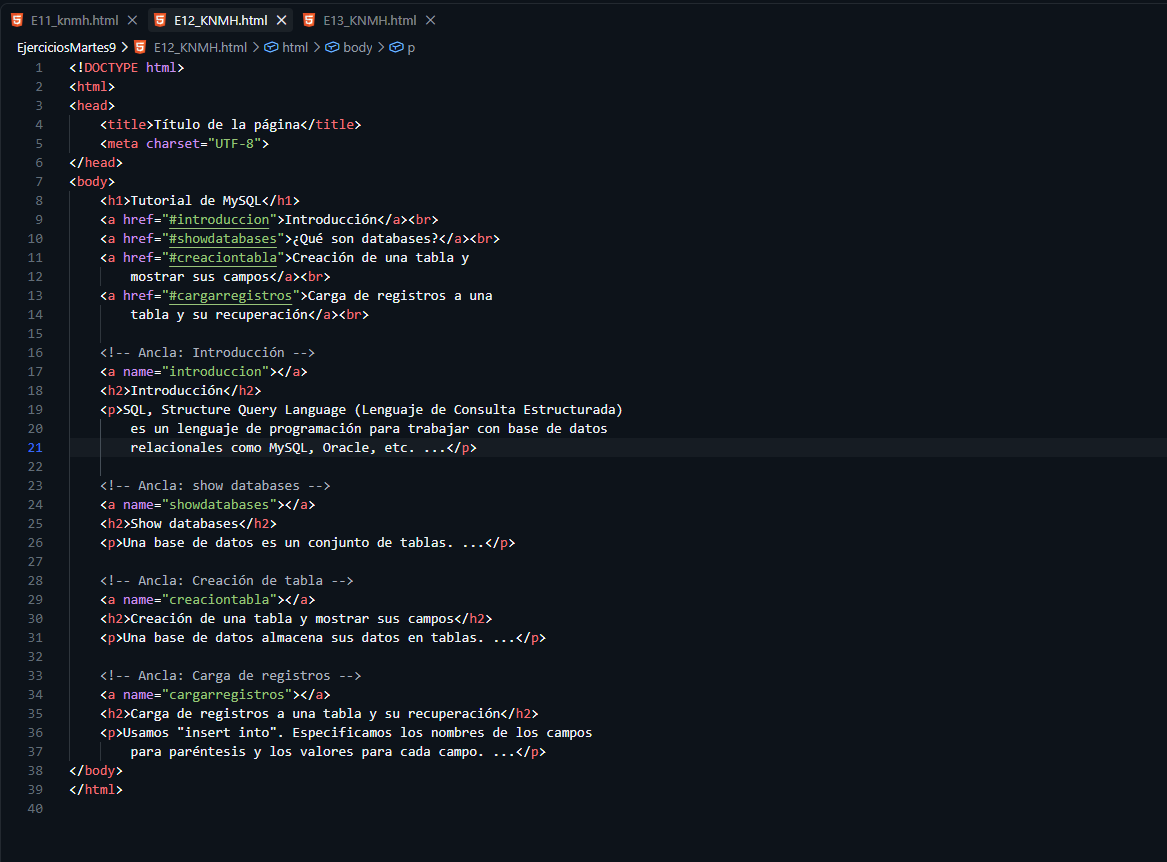 E11_knmh.html E12_KNMH.html E13_KNMH.html
EjerciciosMartes9 > E12_KNMH.html > html > body > p
1 <!DOCTYPE html>
2 <html>
3 <head>
4     <title>Título de la página</title>
5     <meta charset="UTF-8">
6 </head>
7 <body>
8     <h1>Tutorial de MySQL</h1>
9     <a href="#introduccion">Introducción</a><br>
10     <a href="#showdatabases">¿Qué son databases?</a><br>
11     <a href="#creaciontabla">Creación de una tabla y
12         mostrar sus campos</a><br>
13     <a href="#cargarregistros">Carga de registros a una
14         tabla y su recuperación</a><br>
15
16     <!-- Ancla: Introducción -->
17     <a name="introduccion"></a>
18     <h2>Introducción</h2>
19     <p>SQL, Structure Query Language (Lenguaje de Consulta Estructurada)
20         es un lenguaje de programación para trabajar con base de datos
21         relacionales como MySQL, Oracle, etc. ...</p>
22
23     <!-- Ancla: show databases -->
24     <a name="showdatabases"></a>
25     <h2>Show databases</h2>
26     <p>Una base de datos es un conjunto de tablas. ...</p>
27
28     <!-- Ancla: Creación de tabla -->
29     <a name="creaciontabla"></a>
30     <h2>Creación de una tabla y mostrar sus campos</h2>
31     <p>Una base de datos almacena sus datos en tablas. ...</p>
32
33     <!-- Ancla: Carga de registros -->
34     <a name="cargarregistros"></a>
35     <h2>Carga de registros a una tabla y su recuperación</h2>
36     <p>Usamos "insert into". Especificamos los nombres de los campos
37         para paréntesis y los valores para cada campo. ...</p>
38 </body>
39 </html>
40